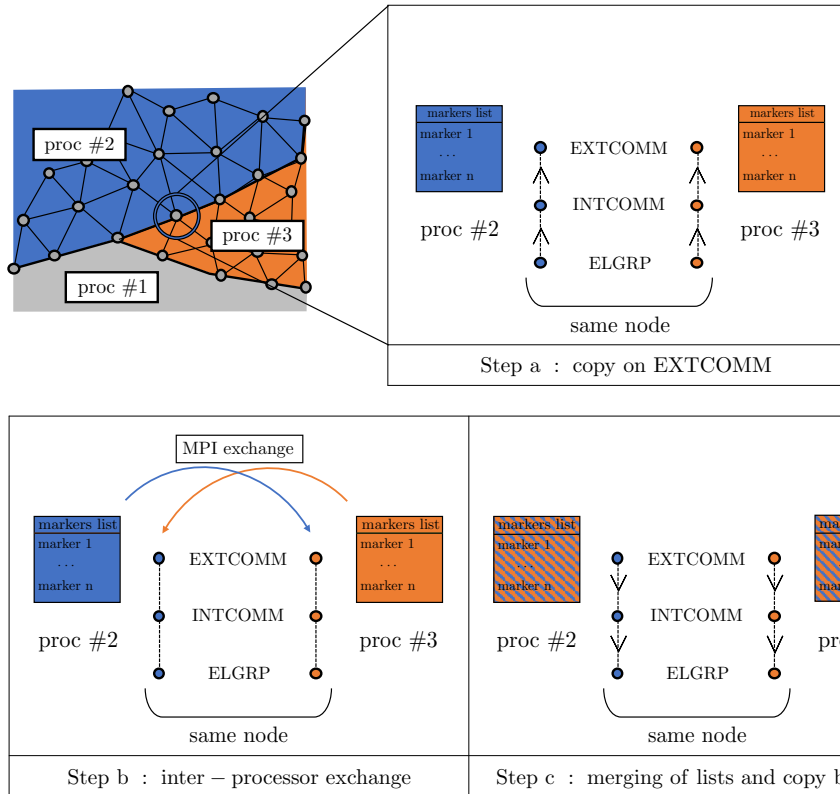 proc #2
proc #3
proc #1
markers list
marker 1
...
marker n
proc #2
EXTCOMM
INTCOMM
ELGRP
same node
markers list
marker 1
...
marker n
proc #3
Step a : copy on EXTCOMM
MPI exchange
markers list
marker 1
...
marker n
proc #2
EXTCOMM
INTCOMM
ELGRP
same node
markers list
marker 1
...
marker n
proc #3
Step b : inter − processor exchange
markers list
marker 1
...
marker n
proc #2
EXTCOMM
INTCOMM
ELGRP
same node
Step c : merging of lists and copy